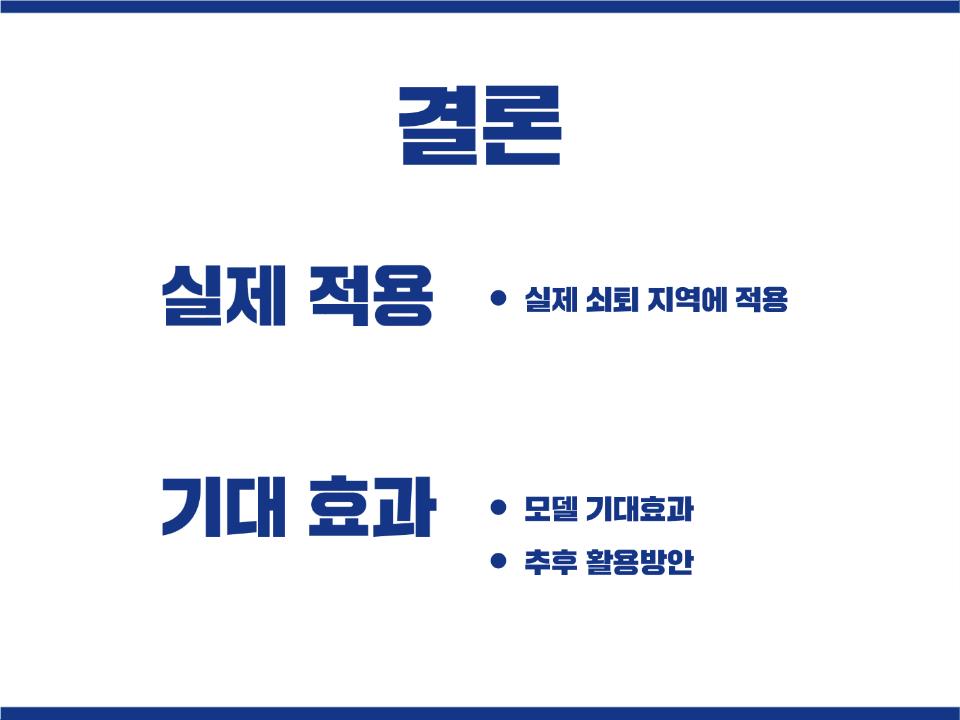 결론
실제 적용
• 실제 쇠퇴 지역에 적용
기대 효과
• 모델 기대효과
• 추후 활용방안